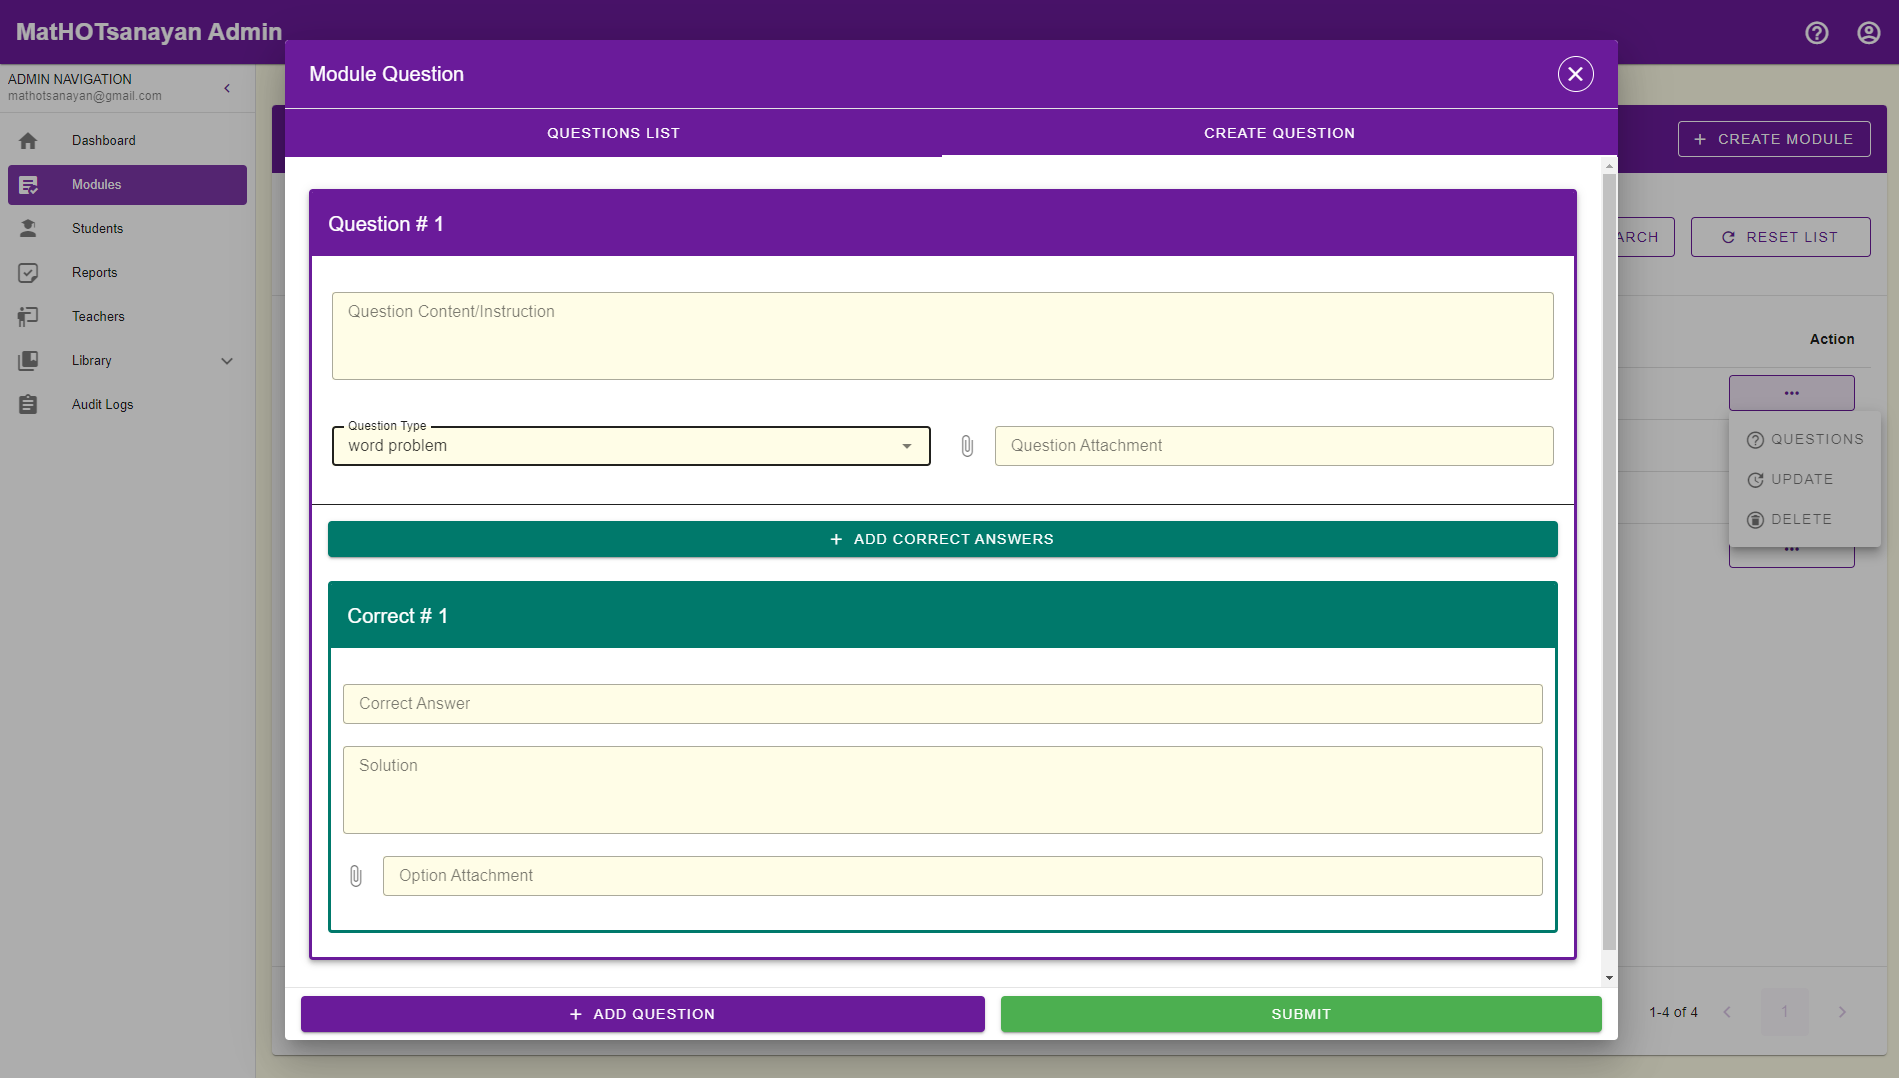 MatHOTsanayan Admin
ADMIN NAVIGATION
mathotsanayan@gmail.com
Dashboard
Modules
Students
Reports
Teachers
Library
Audit Logs
Module Question
QUESTIONS LIST
CREATE QUESTION
Question # 1
Question Content/Instruction
Question Type
word problem
Question Attachment
+ ADD CORRECT ANSWERS
Correct # 1
Correct Answer
Solution
Option Attachment
+ ADD QUESTION
SUBMIT
+ CREATE MODULE
ARCH
RESET LIST
Action
QUESTIONS
UPDATE
DELETE
1-4 of 4
1